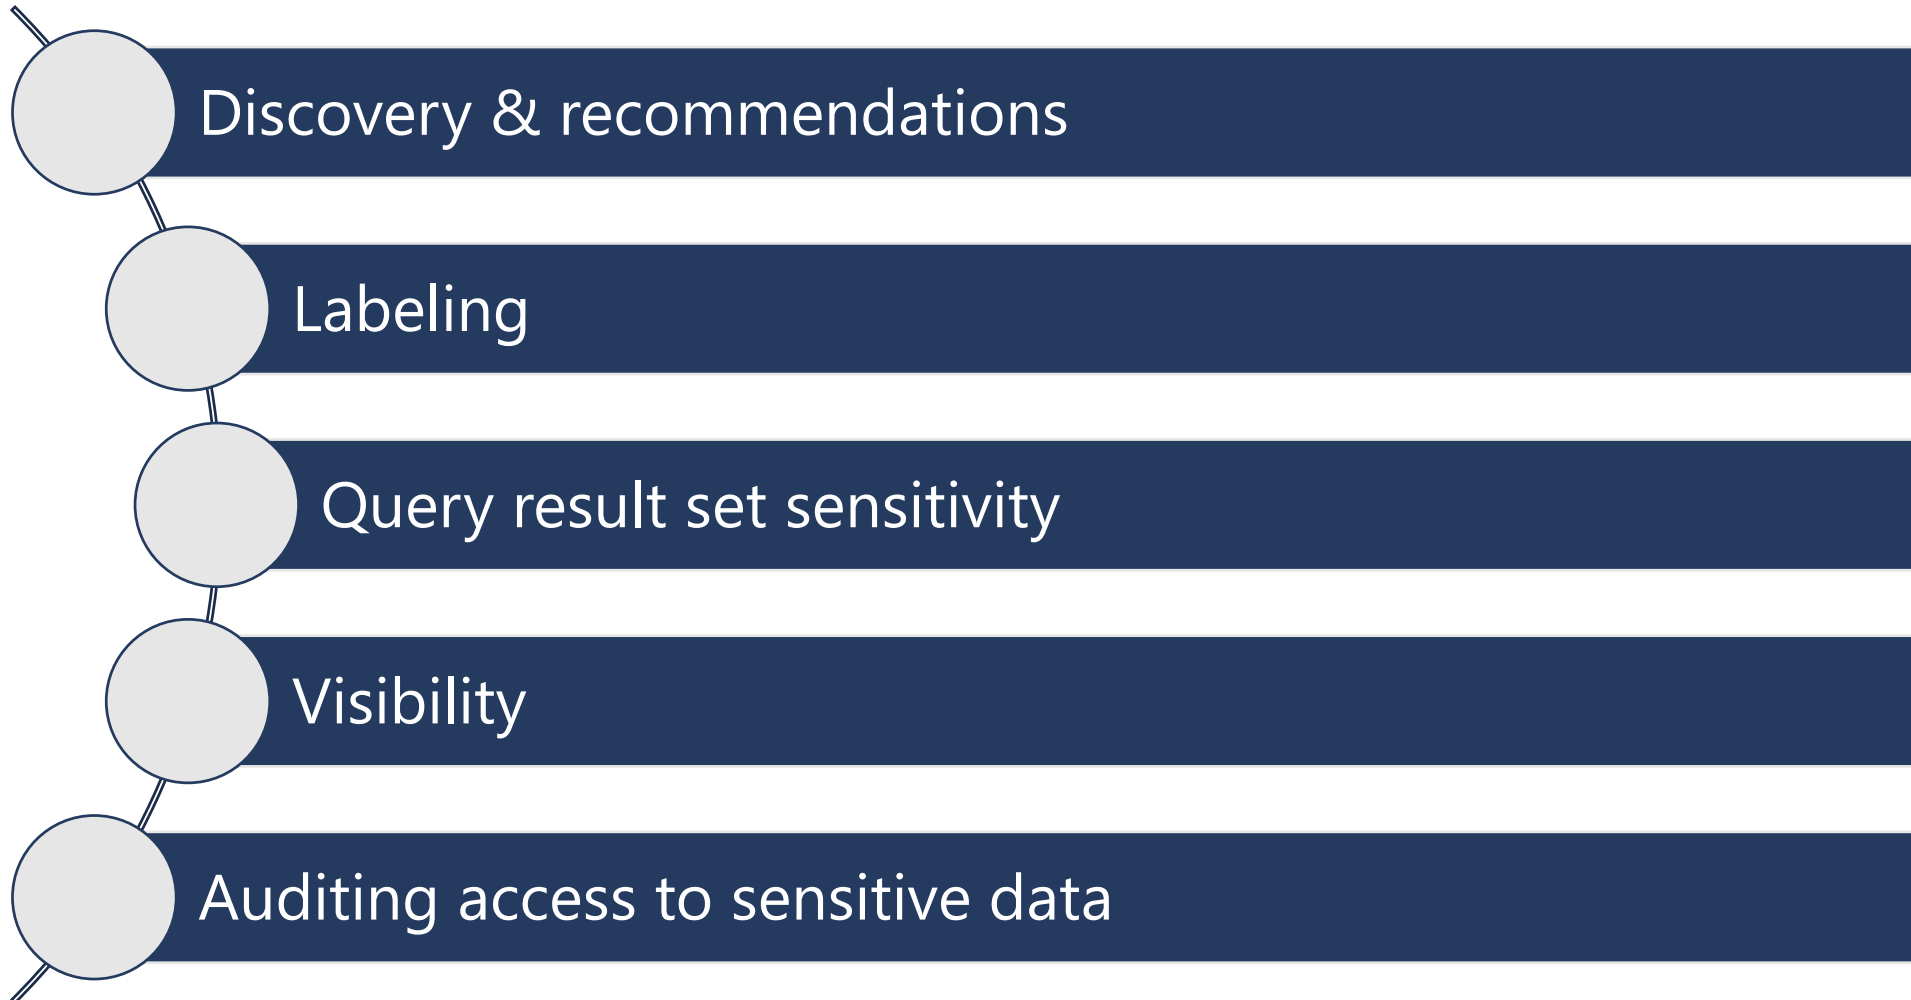 Discovery & recommendations
Labeling
Query result set sensitivity
Visibility
Auditing access to sensitive data